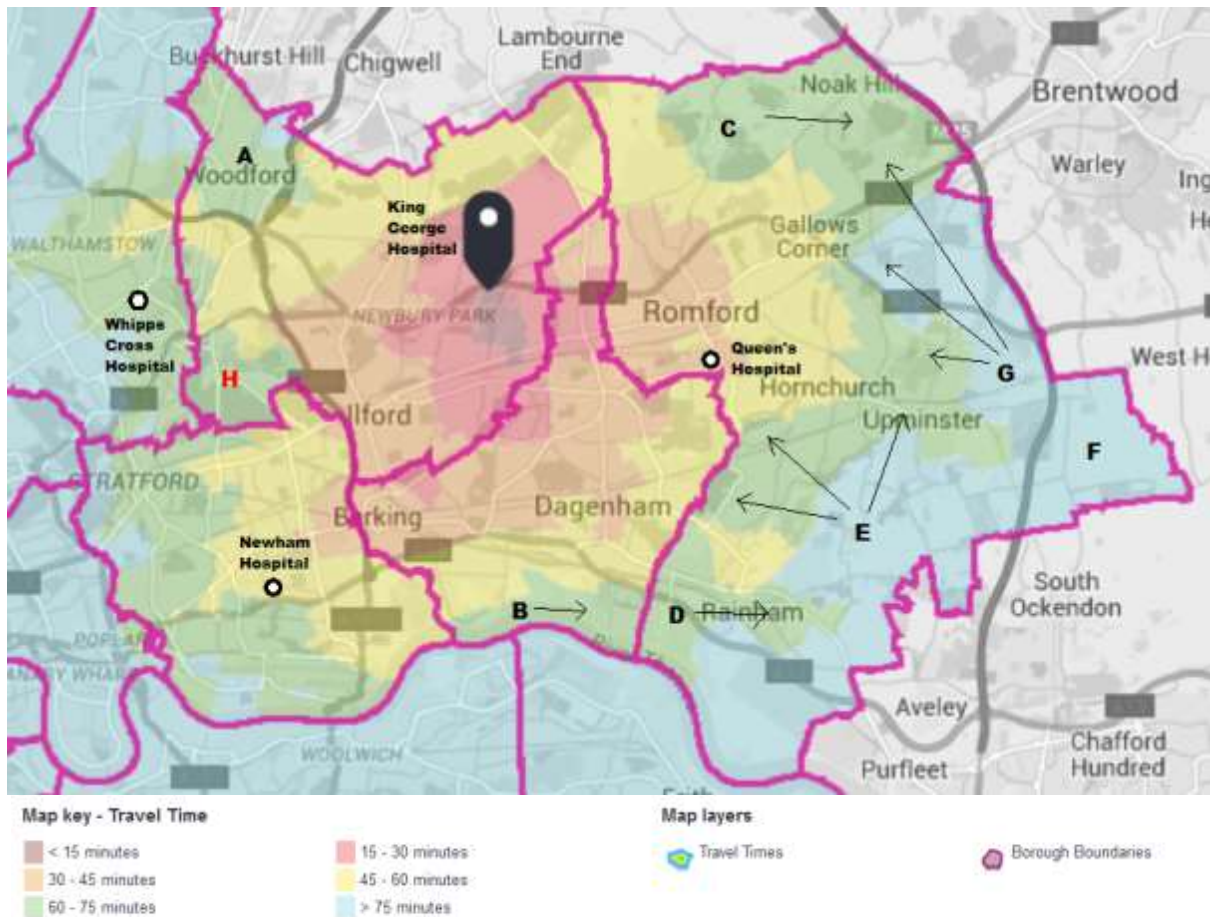 Lambourne
End
Buckhurst Hill
Chigwell
Noak Hill
Brentwood
C
A
Woodford
Warley
King
George
Hospital
WALTHAMSTOW
Gallows
Corner
Whipps
Cross
Hospital
NEWBURY PARK
Romford
Queen's
Hospital
West H
G
H
Hornchurch
Ilford
Upminster
F
STRATFORD
Dagenham
Barking
E
Newham
Hospital
South
Ockendon
B
D
Rainham
POPLAR
CANARY WHARF
Aveley
WOOLWICH
Chafford
Hundred
Purfleet
Map key - Travel Time
Map layers
< 15 minutes
15 - 30 minutes
Travel Times
Borough Boundaries
30 - 45 minutes
45 - 60 minutes
60 - 75 minutes
> 75 minutes